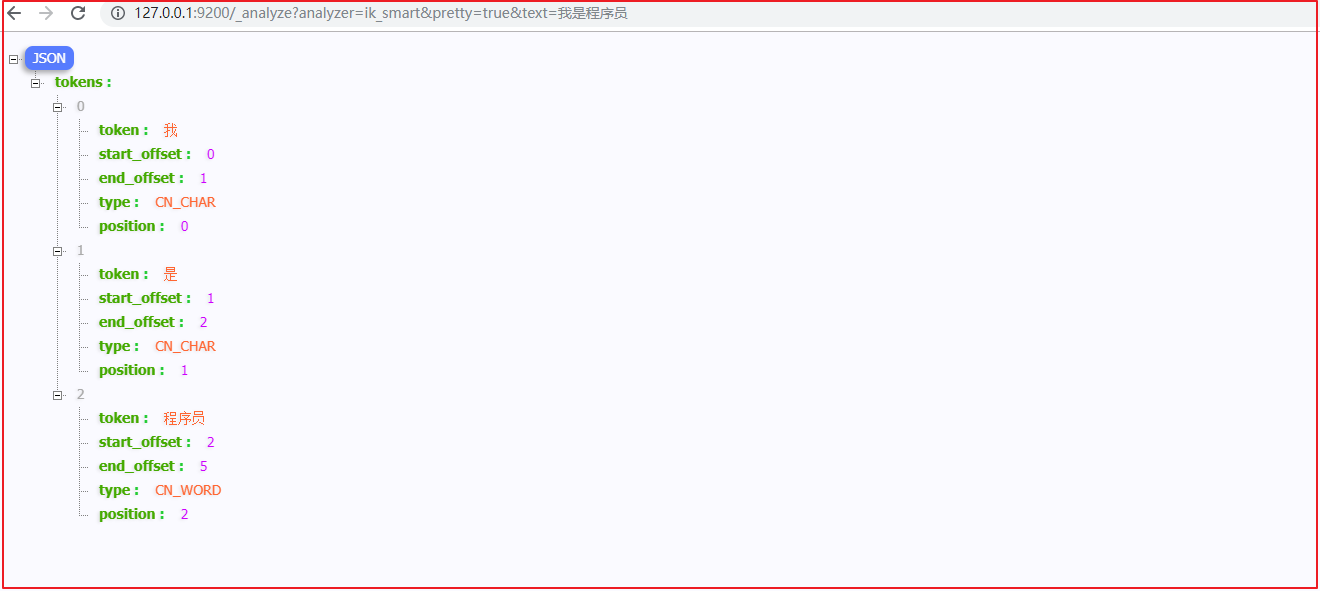 127.0.0.1:9200/_analyze?analyzer=ik_smart&pretty=true&text=我是程序员
JSON
tokens :
0
token : 我
start_offset : 0
end_offset : 1
type : CN_CHAR
position : 0
1
token : 是
start_offset : 1
end_offset : 2
type : CN_CHAR
position : 1
2
token : 程序员
start_offset : 2
end_offset : 5
type : CN_WORD
position : 2